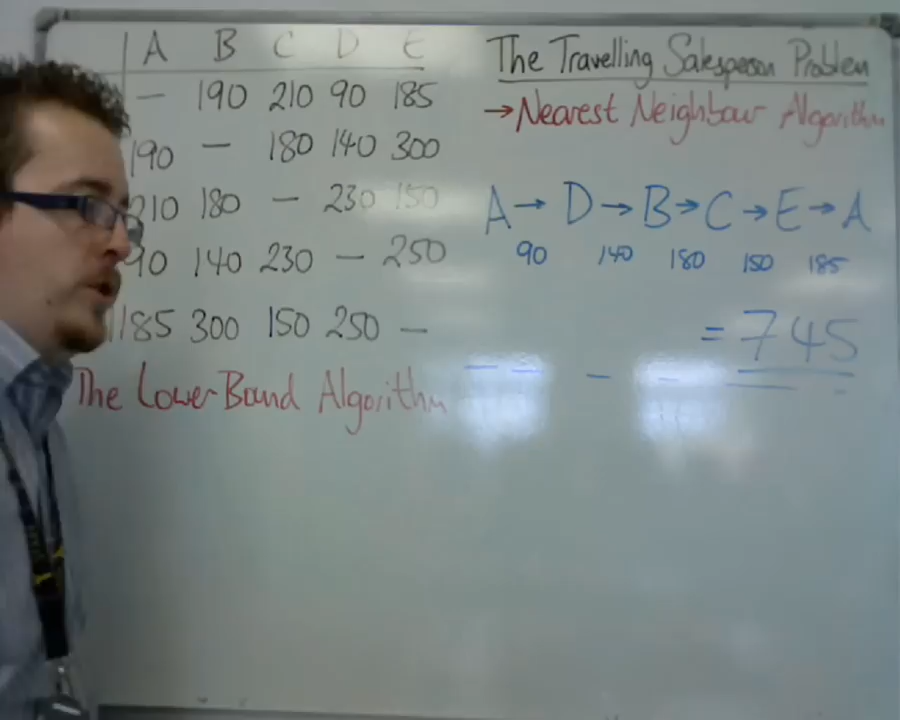 A B C D E
— 190 210 90 185
190 — 180 140 300
210 180 — 230 150
90 140 230 — 250
185 300 150 250 —
The Lower Bound Algorithm
The Travelling Salesperson Problem
→ Nearest Neighbour Algorithm
A → D → B → C → E → A
90 140 180 150 185
= 745